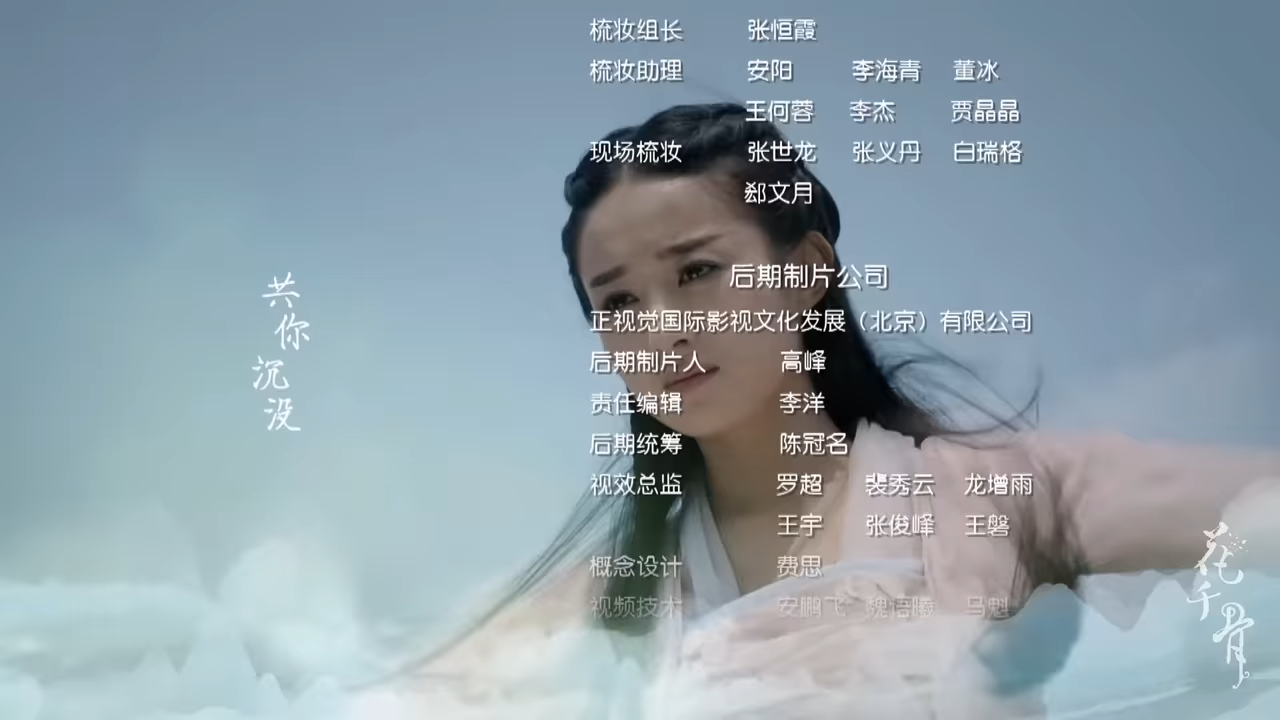 梳妆组长 张恒霞
梳妆助理 安阳 李海青 董冰
王何蓉 李杰 贾晶晶
现场梳妆 张世龙 张义丹 白瑞格
郄文月
后期制片公司
正视觉国际影视文化发展（北京）有限公司
后期制片人 高峰
责任编辑 李洋
后期统筹 陈冠名
视效总监 罗超 裴秀云 龙增雨
王宇 张俊峰 王磐
概念设计 费思
视频技术 安鹏飞 魏语曦 马魁
共你沉没
花千骨